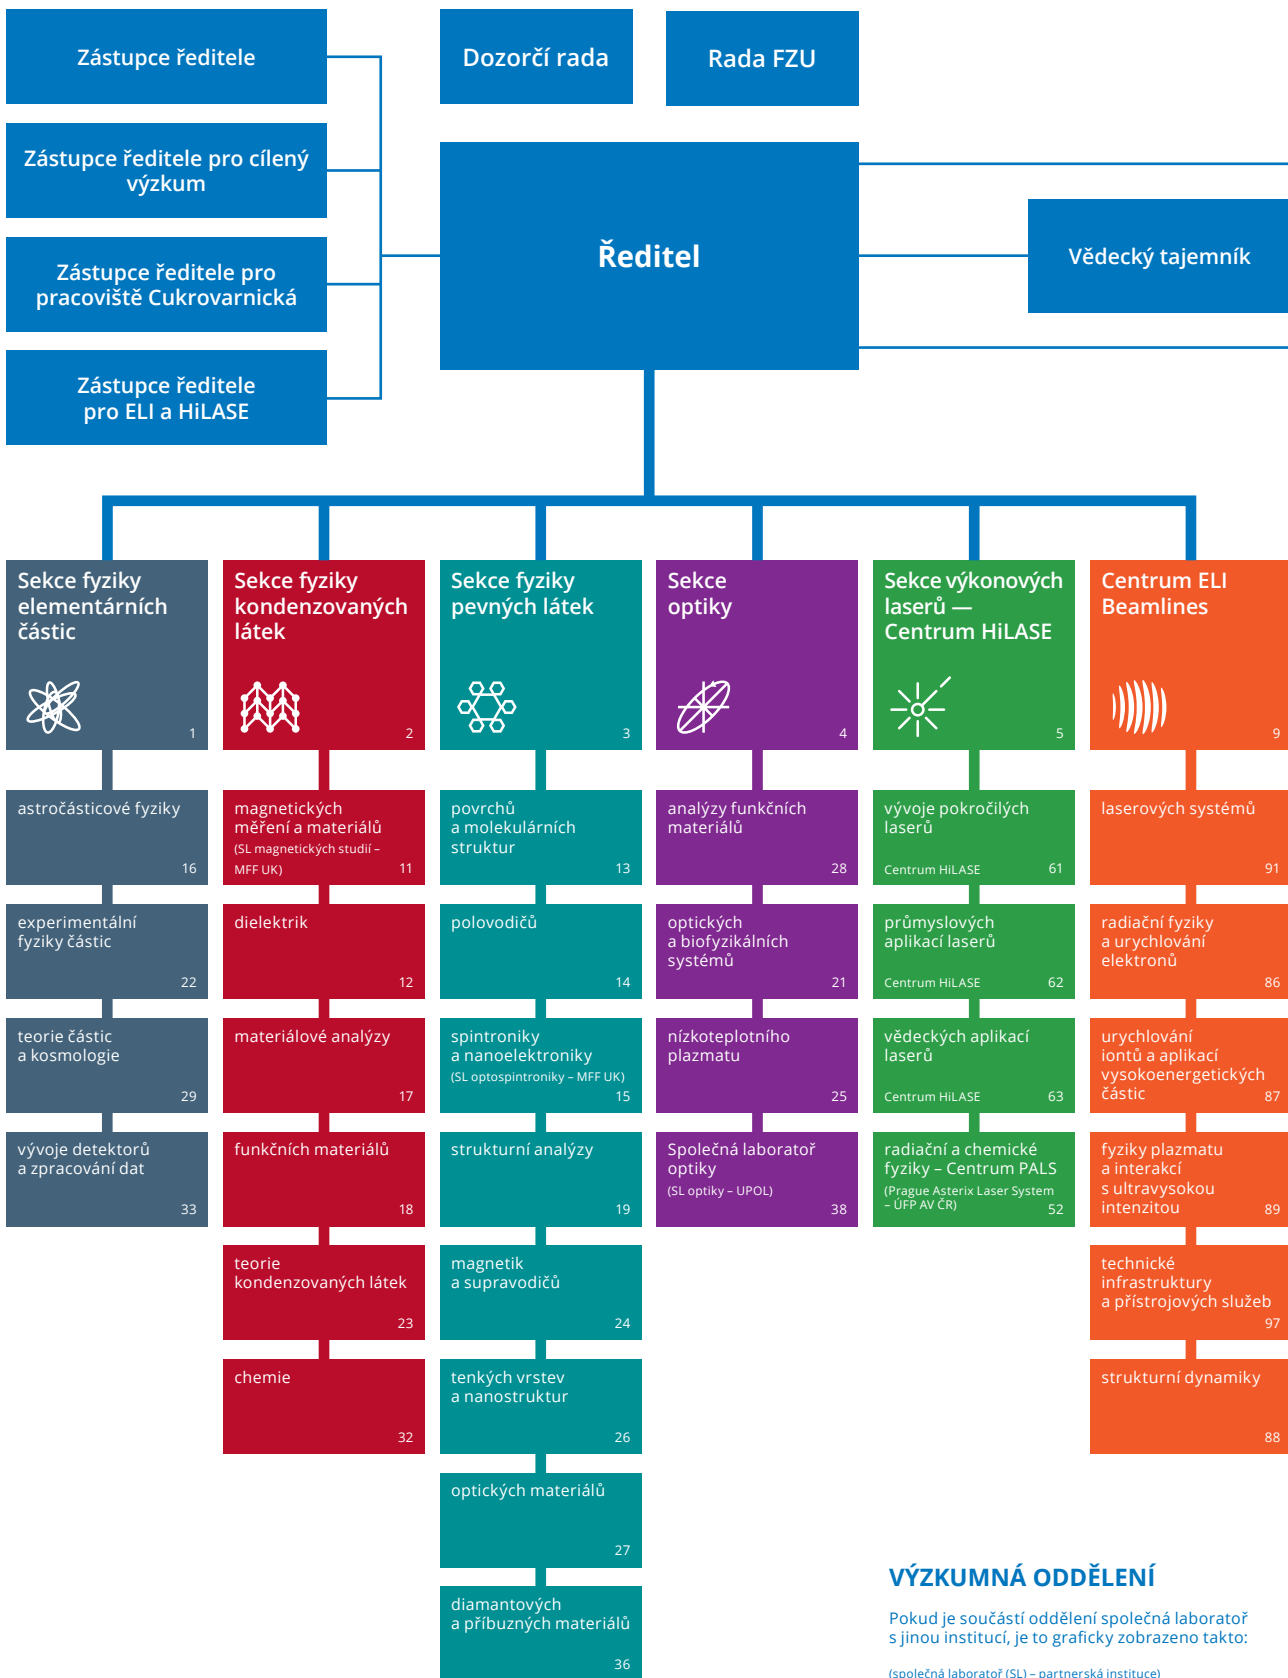 Zástupce ředitele
Zástupce ředitele pro cílený
výzkum
Zástupce ředitele pro
pracoviště Cukrovarnická
Zástupce ředitele
pro ELI a HiLASE
Dozorčí rada
Rada FZU
Ředitel
Vědecký tajemník
Sekce fyziky
elementárních
částic
1
astročásticové fyziky
16
experimentální
fyziky částic
22
teorie částic
a kosmologie
29
vývoje detektorů
a zpracování dat
33
Sekce fyziky
kondenzovaných
látek
2
magnetických
měření a materiálů
(SL magnetických studií –
MFF UK)
11
dielektrik
12
materiálové analýzy
17
funkčních materiálů
18
teorie
kondenzovaných látek
23
chemie
32
Sekce fyziky
pevných látek
3
povrchů
a molekulárních
struktur
13
polovodičů
14
spintroniky
a nanoelektroniky
(SL optospintroniky – MFF UK)
15
strukturní analýzy
19
magnetik
a supravodičů
24
tenkých vrstev
a nanostruktur
26
optických materiálů
27
diamantových
a příbuzných materiálů
36
Sekce
optiky
4
analýzy funkčních
materiálů
28
optických
a biofyzikálních
systémů
21
nízkoteplotního
plazmatu
25
Společná laboratoř
optiky
(SL optiky – UPOL)
38
Sekce výkonových
laserů —
Centrum HiLASE
5
vývoje pokročilých
laserů
Centrum HiLASE
61
průmyslových
aplikací laserů
Centrum HiLASE
62
vědeckých aplikací
laserů
Centrum HiLASE
63
radiační a chemické
fyziky – Centrum PALS
(Prague Asterix Laser System
– ÚFP AV ČR)
52
Centrum ELI
Beamlines
9
laserových systémů
91
radiační fyziky
a urychlování
elektronů
86
urychlování
iontů a aplikací
vysokoenergetických
částic
87
fyziky plazmatu
a interakcí
s ultravysokou
intenzitou
89
technické
infrastruktury
a přístrojových služeb
97
strukturní dynamiky
88
VÝZKUMNÁ ODDĚLENÍ
Pokud je součástí oddělení společná laboratoř
s jinou institucí, je to graficky zobrazeno takto:
(společná laboratoř (SL) – partnerská instituce)